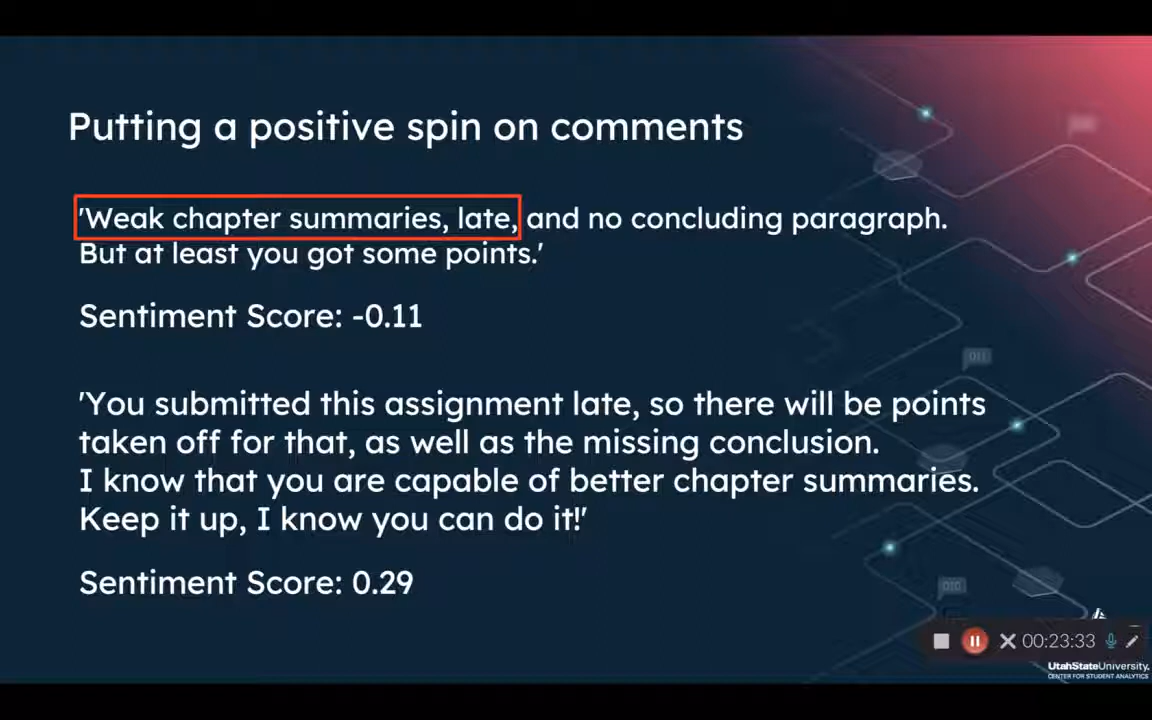 Putting a positive spin on comments
'Weak chapter summaries, late, and no concluding paragraph.
But at least you got some points.'
Sentiment Score: -0.11
'You submitted this assignment late, so there will be points
taken off for that, as well as the missing conclusion.
I know that you are capable of better chapter summaries.
Keep it up, I know you can do it!'
Sentiment Score: 0.29
011
010
00:23:33
UtahStateUniversity.
CENTER FOR STUDENT ANALYTICS